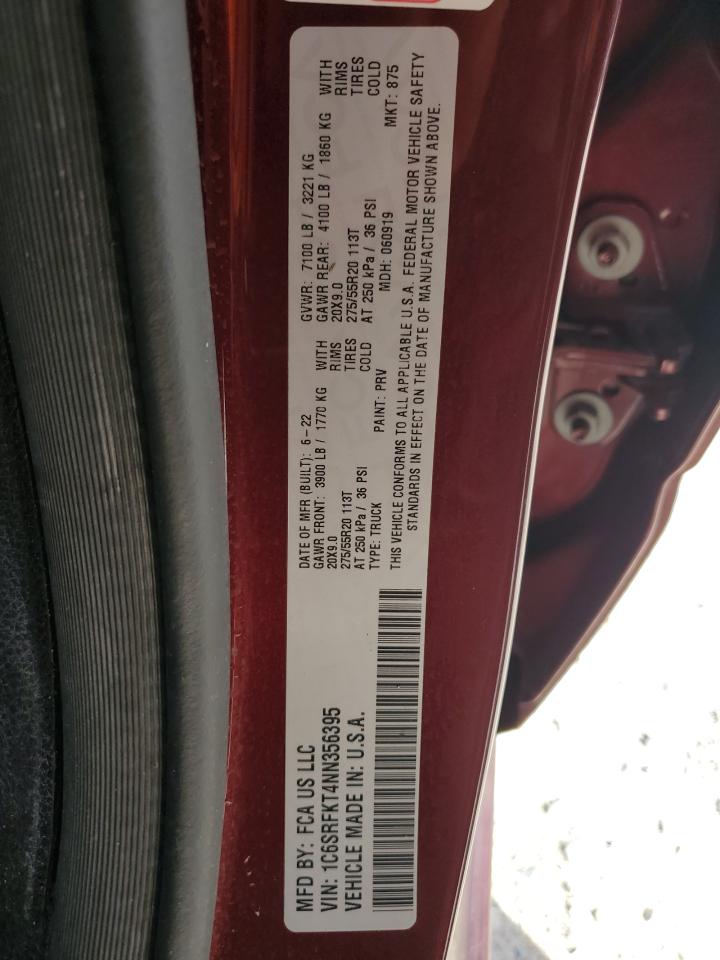 MFD BY: FCA US LLC
VIN: 1C6SRFKT4NN356395
VEHICLE MADE IN: U.S.A.
DATE OF MFR (BUILT): 6-22 GVWR: 7100 LB / 3221 KG
GAWR FRONT: 3900 LB / 1770 KG WITH GAWR REAR: 4100 LB / 1860 KG WITH
20X9.0 RIMS 20X9.0 RIMS
275/55R20 113T TIRES 275/55R20 113T TIRES
AT 250 kPa / 36 PSI COLD AT 250 kPa / 36 PSI COLD
TYPE: TRUCK PAINT: PRV MDH: 060919 MKT: 875
THIS VEHICLE CONFORMS TO ALL APPLICABLE U.S.A. FEDERAL MOTOR VEHICLE SAFETY
STANDARDS IN EFFECT ON THE DATE OF MANUFACTURE SHOWN ABOVE.